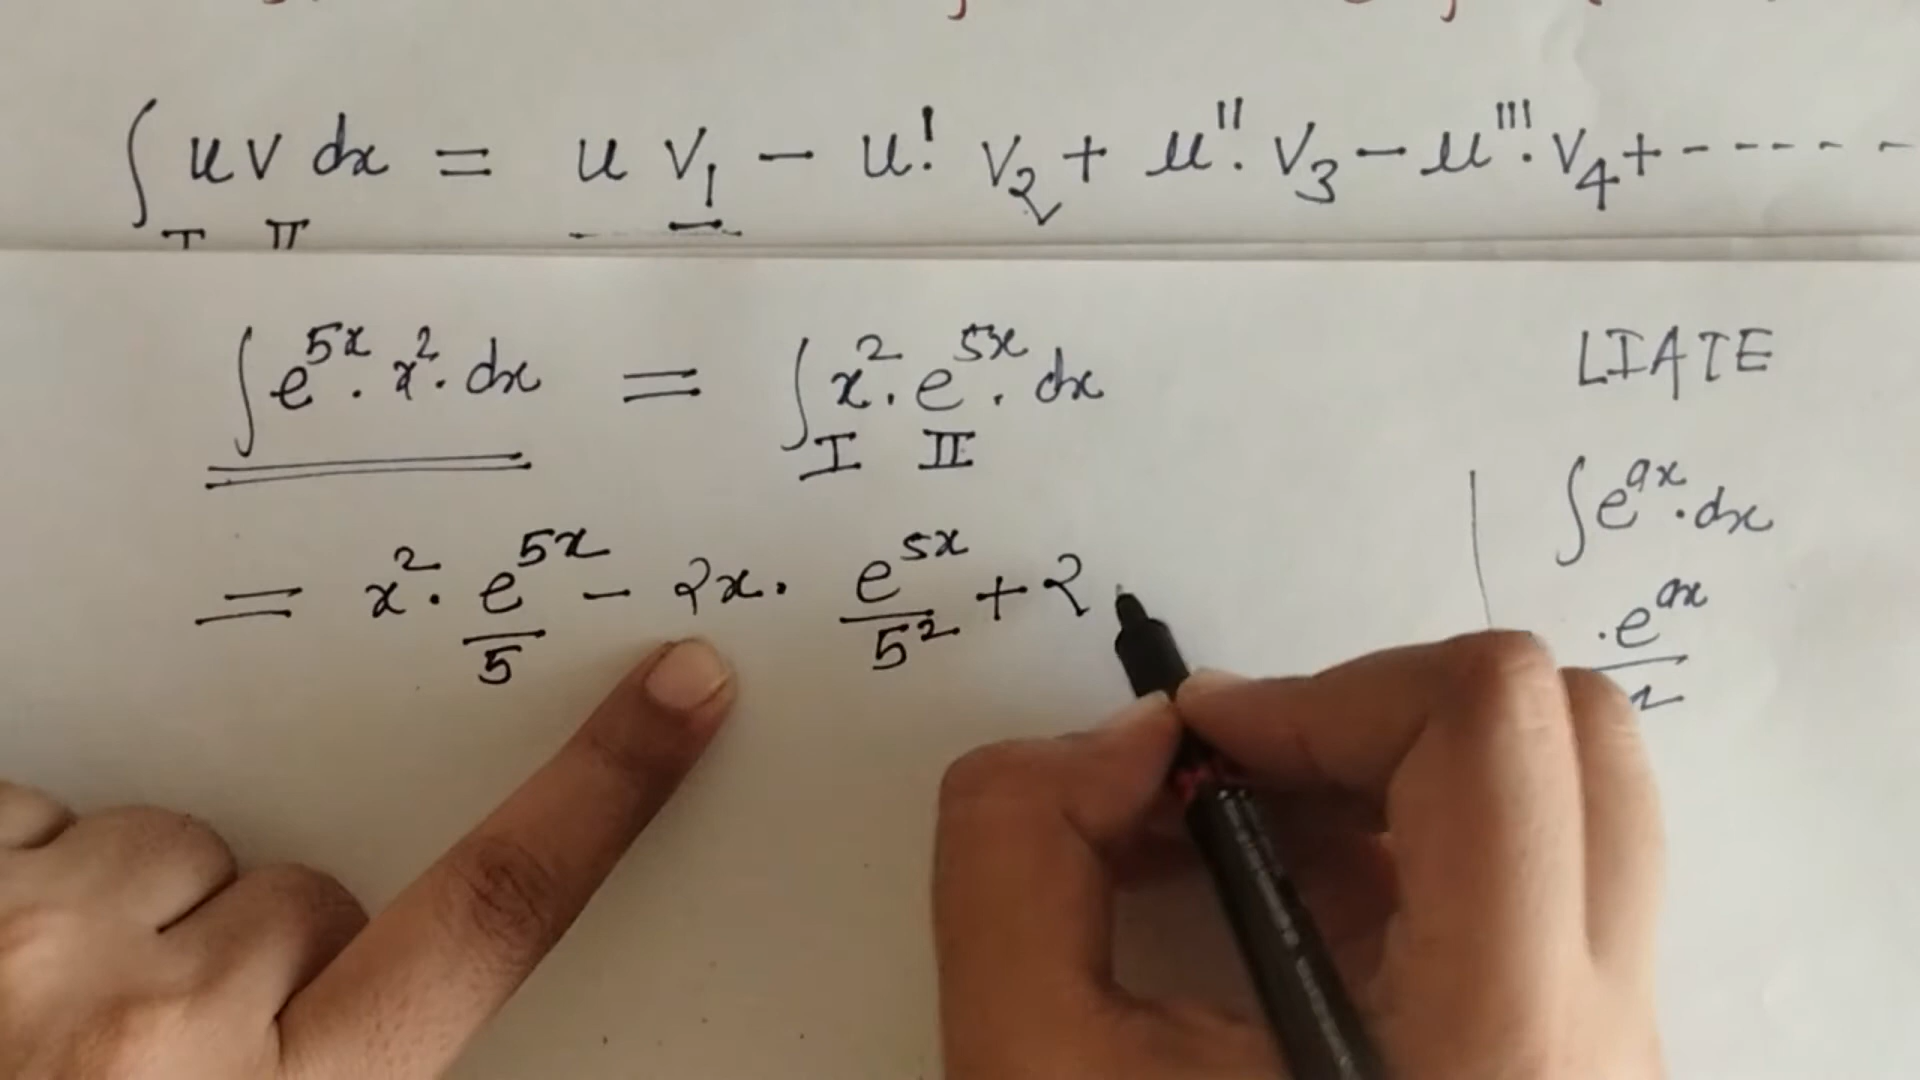 ∫ u v dx = u v₁ − u'. v₂ + u''. v₃ − u'''. v₄ + - - - - -
I II
∫ e^{5x} . x² . dx = ∫ x² . e^{5x} . dx
I II
= x² . e^{5x}/5 − 2x . e^{5x}/5² + 2
LIATE
∫ e^{ax} . dx
. e^{ax}